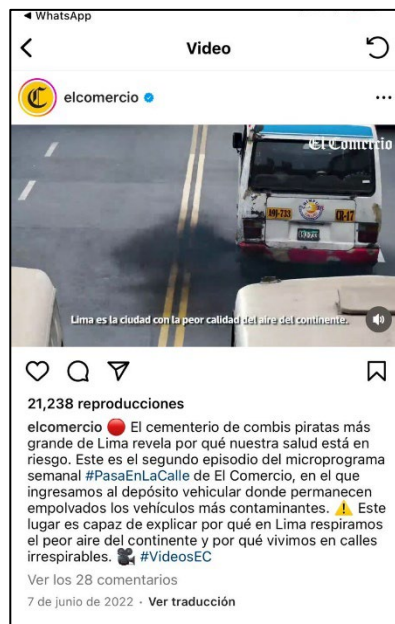 WhatsApp
Video
elcomercio
El Comercio
CR-17
Lima es la ciudad con la peor calidad del aire del continente.
21,238 reproducciones
elcomercio 🔴 El cementerio de combis piratas más
grande de Lima revela por qué nuestra salud está en
riesgo. Este es el segundo episodio del microprograma
semanal #PasaEnLaCalle de El Comercio, en el que
ingresamos al depósito vehicular donde permanecen
empolvados los vehículos más contaminantes. ⚠️ Este
lugar es capaz de explicar por qué en Lima respiramos
el peor aire del continente y por qué vivimos en calles
irrespirables. 🎥 #VideosEC
Ver los 28 comentarios
7 de junio de 2022 · Ver traducción